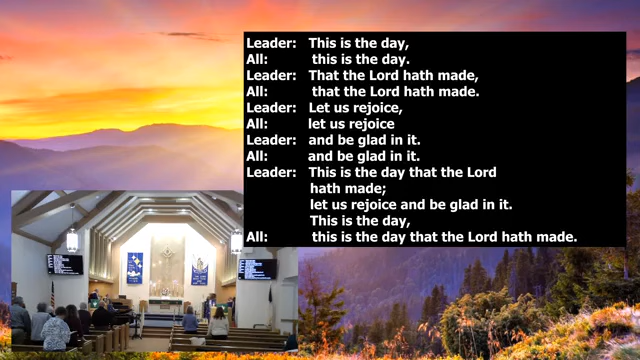 Leader: This is the day,
All: this is the day.
Leader: That the Lord hath made,
All: that the Lord hath made.
Leader: Let us rejoice,
All: let us rejoice
Leader: and be glad in it.
All: and be glad in it.
Leader: This is the day that the Lord
hath made;
let us rejoice and be glad in it.
This is the day,
All: this is the day that the Lord hath made.